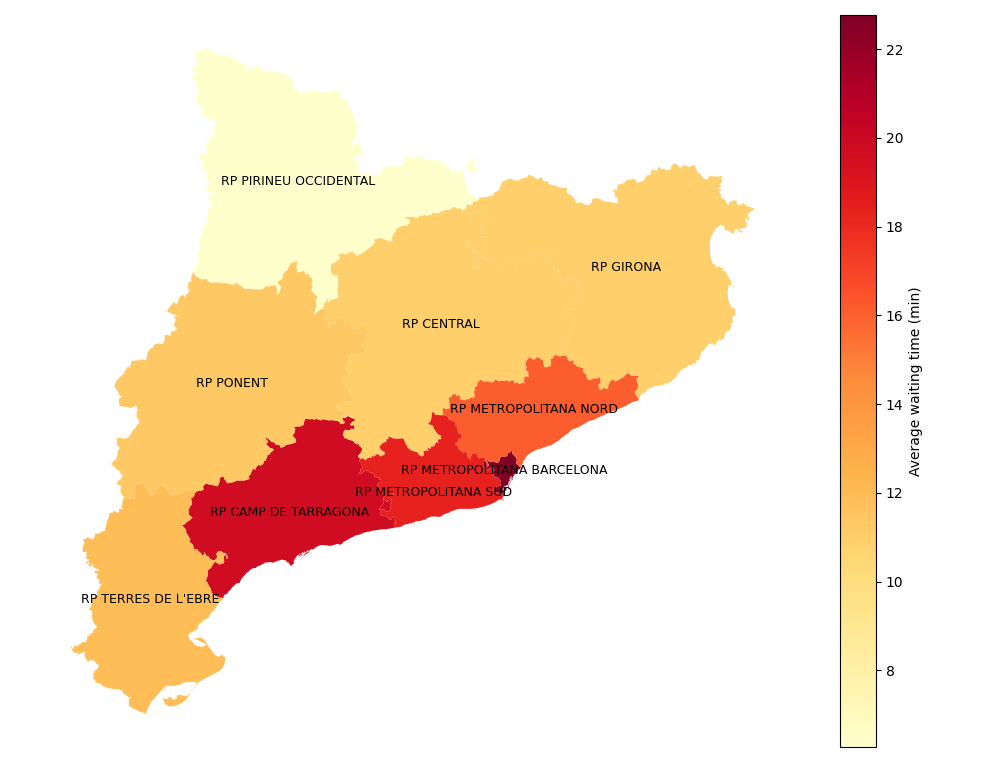 RP PIRINEU OCCIDENTAL
RP GIRONA
RP CENTRAL
RP PONENT
RP METROPOLITANA NORD
RP METROPOLITANA BARCELONA
RP METROPOLITANA SUD
RP CAMP DE TARRAGONA
RP TERRES DE L'EBRE
22
20
18
16
14
12
10
8
Average waiting time (min)